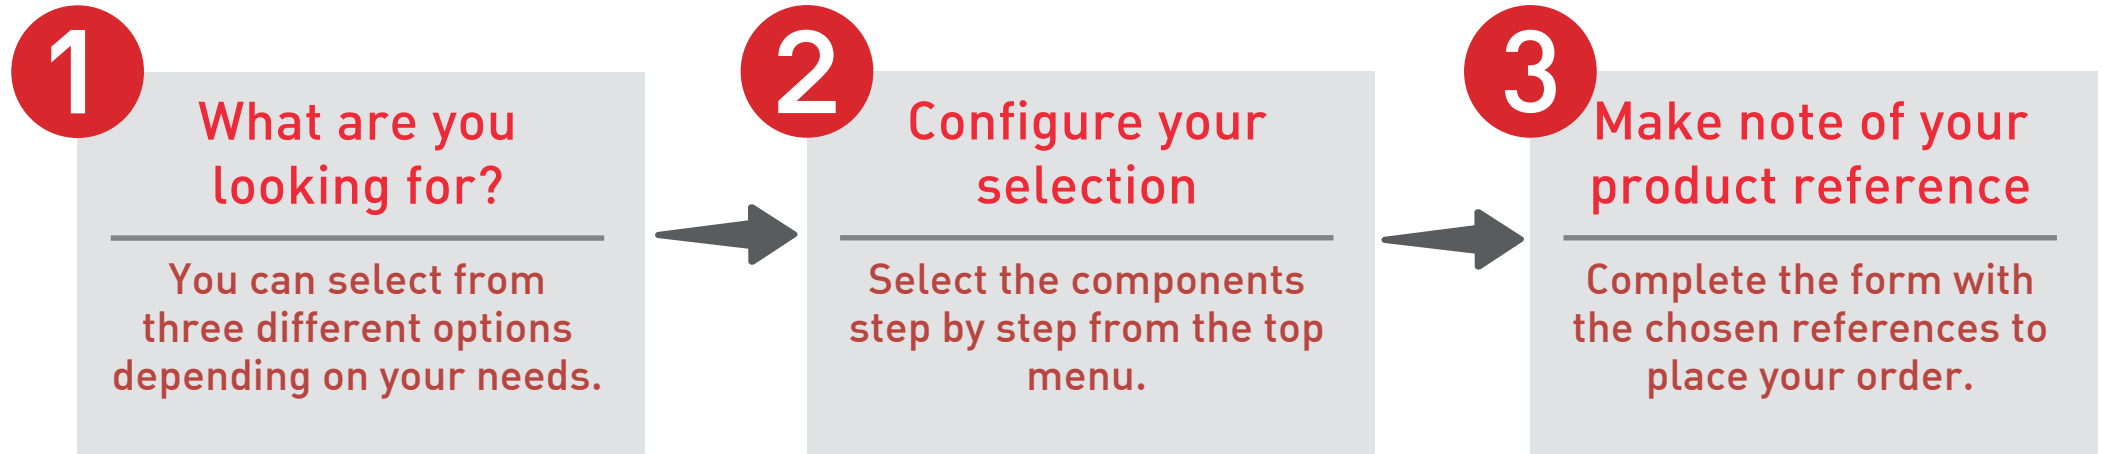 1
What are you
looking for?
You can select from
three different options
depending on your needs.
2
Configure your
selection
Select the components
step by step from the top
menu.
3
Make note of your
product reference
Complete the form with
the chosen references to
place your order.